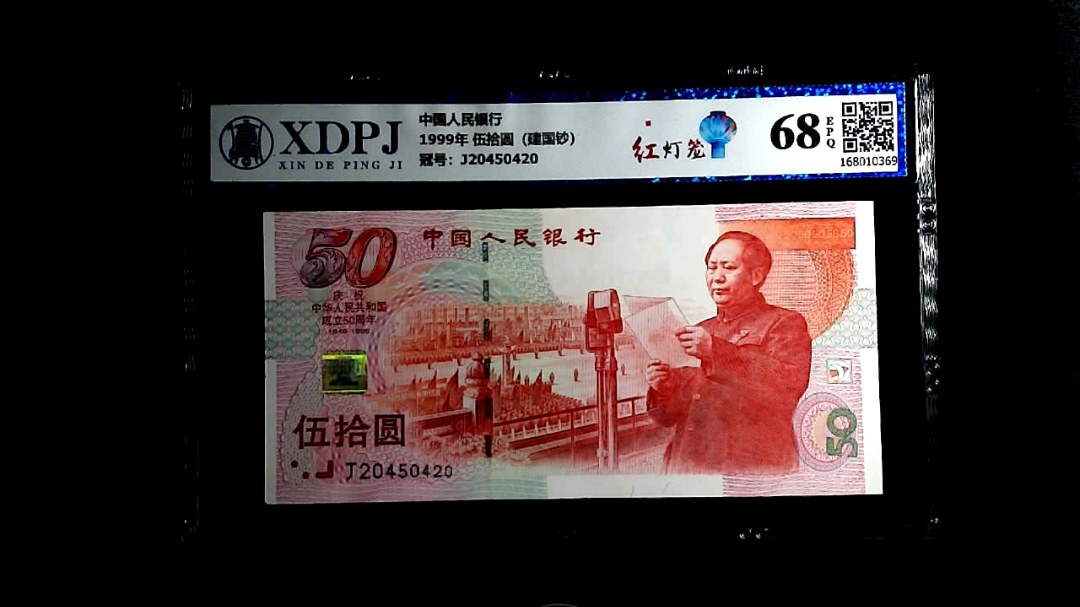 XDPJ
XIN DE PING JI
中国人民银行
1999年 伍拾圆（建国钞）
冠号：J20450420
红灯笼
68
EPQ
168010369
50
中国人民银行
庆祝
中华人民共和国
成立50周年
1949-1999
伍拾圆
J20450420
50